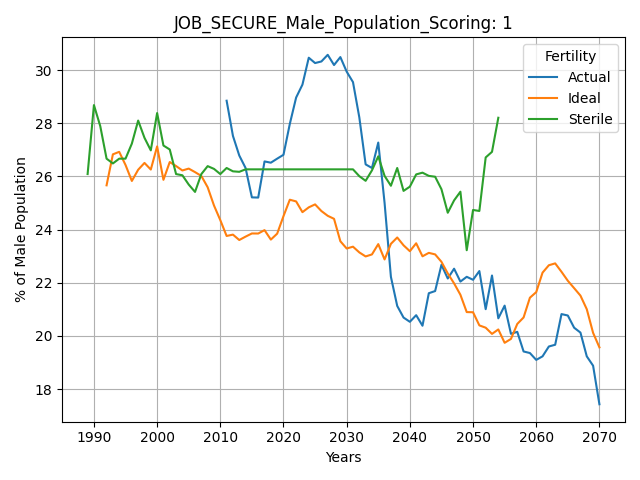 JOB_SECURE_Male_Population_Scoring: 1
Fertility
Actual
Ideal
Sterile
% of Male Population
30
28
26
24
22
20
18
1990 2000 2010 2020 2030 2040 2050 2060 2070
Years